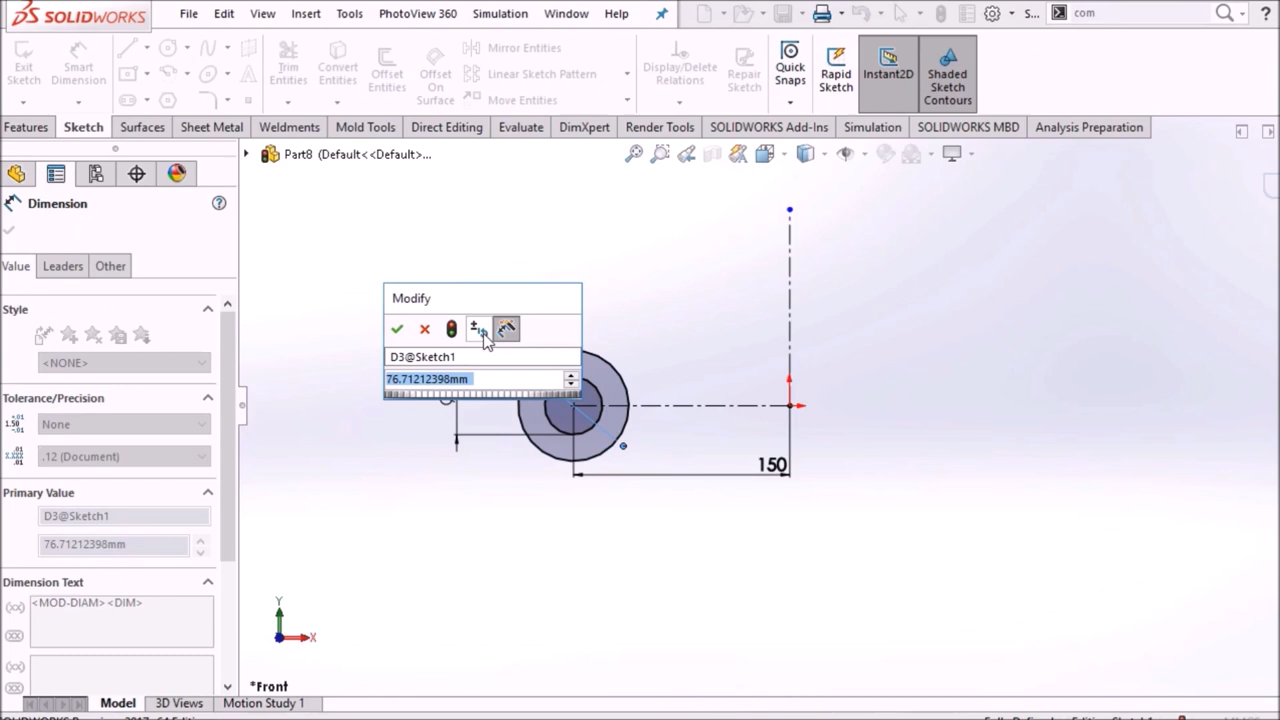 DS SOLIDWORKS File Edit View Insert Tools PhotoView 360 Simulation Window Help S... com ?
Exit Sketch Smart Dimension Trim Entities Convert Entities Offset Entities Offset On Surface Mirror Entities Linear Sketch Pattern Move Entities Display/Delete Relations Repair Sketch Quick Snaps Rapid Sketch Instant2D Shaded Sketch Contours
Features Sketch Surfaces Sheet Metal Weldments Mold Tools Direct Editing Evaluate DimXpert Render Tools SOLIDWORKS Add-Ins Simulation SOLIDWORKS MBD Analysis Preparation
Part8 (Default<<Default>...
Dimension ?
Value Leaders Other
Style
<NONE>
Tolerance/Precision
None
.12 (Document)
Primary Value
D3@Sketch1
76.71212398mm
Dimension Text
<MOD-DIAM><DIM>
Modify
D3@Sketch1
76.71212398mm
150
Y
X
*Front
Model 3D Views Motion Study 1